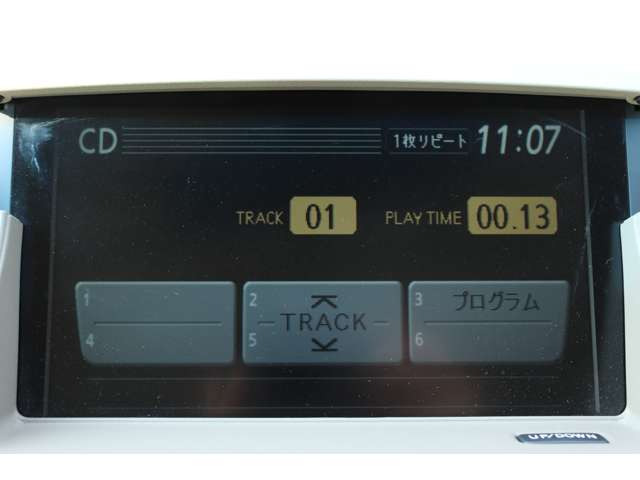 CD 1枚リピート 11:07
TRACK 01 PLAY TIME 00.13
1 2 3 プログラム
TRACK
4 5 6
UP/DOWN